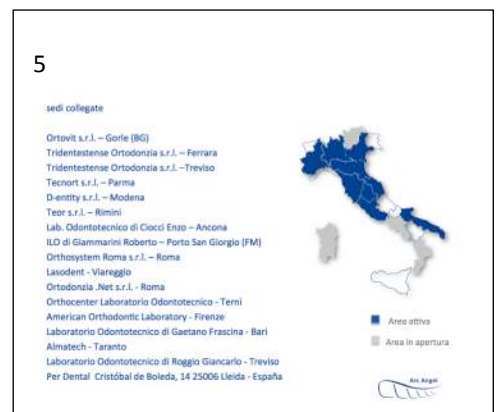 5
sedi collegate
Ortovit s.r.l. – Gorle (BG)
Tridentestense Ortodonzia s.r.l. – Ferrara
Tridentestense Ortodonzia s.r.l. –Treviso
Tecnort s.r.l. – Parma
D-entity s.r.l. – Modena
Teor s.r.l. – Rimini
Lab. Odontotecnico di Ciocci Enzo – Ancona
ILO di Giammarini Roberto – Porto San Giorgio (FM)
Orthosystem Roma s.r.l. – Roma
Lasodent - Viareggio
Ortodonzia .Net s.r.l. - Roma
Orthocenter Laboratorio Odontotecnico - Terni
American Orthodontic Laboratory - Firenze
Laboratorio Odontotecnico di Gaetano Frascina - Bari
Almatech - Taranto
Laboratorio Odontotecnico di Roggio Giancarlo - Treviso
Per Dental Cristóbal de Boleda, 14 25006 Lleida - España
Area attiva
Area in apertura
Arc Angel